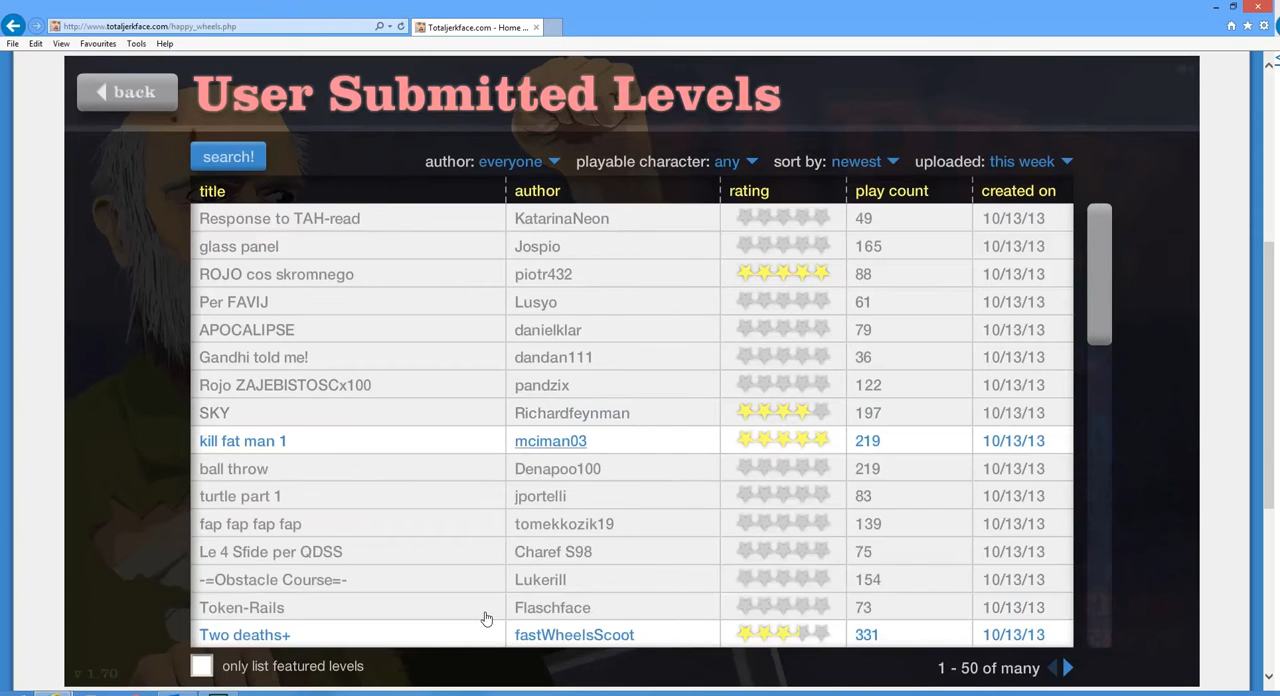 http://www.totaljerkface.com/happy_wheels.php
Totaljerkface.com - Home ...
File Edit View Favourites Tools Help
back
User Submitted Levels
search!
author: everyone playable character: any sort by: newest uploaded: this week
title author rating play count created on
Response to TAH-read KatarinaNeon 49 10/13/13
glass panel Jospio 165 10/13/13
ROJO cos skromnego piotr432 88 10/13/13
Per FAVIJ Lusyo 61 10/13/13
APOCALIPSE danielklar 79 10/13/13
Gandhi told me! dandan111 36 10/13/13
Rojo ZAJEBISTOSCx100 pandzix 122 10/13/13
SKY Richardfeynman 197 10/13/13
kill fat man 1 mciman03 219 10/13/13
ball throw Denapoo100 219 10/13/13
turtle part 1 jportelli 83 10/13/13
fap fap fap fap tomekkozik19 139 10/13/13
Le 4 Sfide per QDSS Charef S98 75 10/13/13
-=Obstacle Course=- Lukerill 154 10/13/13
Token-Rails Flaschface 73 10/13/13
Two deaths+ fastWheelsScoot 331 10/13/13
only list featured levels
1 - 50 of many
v 1.70